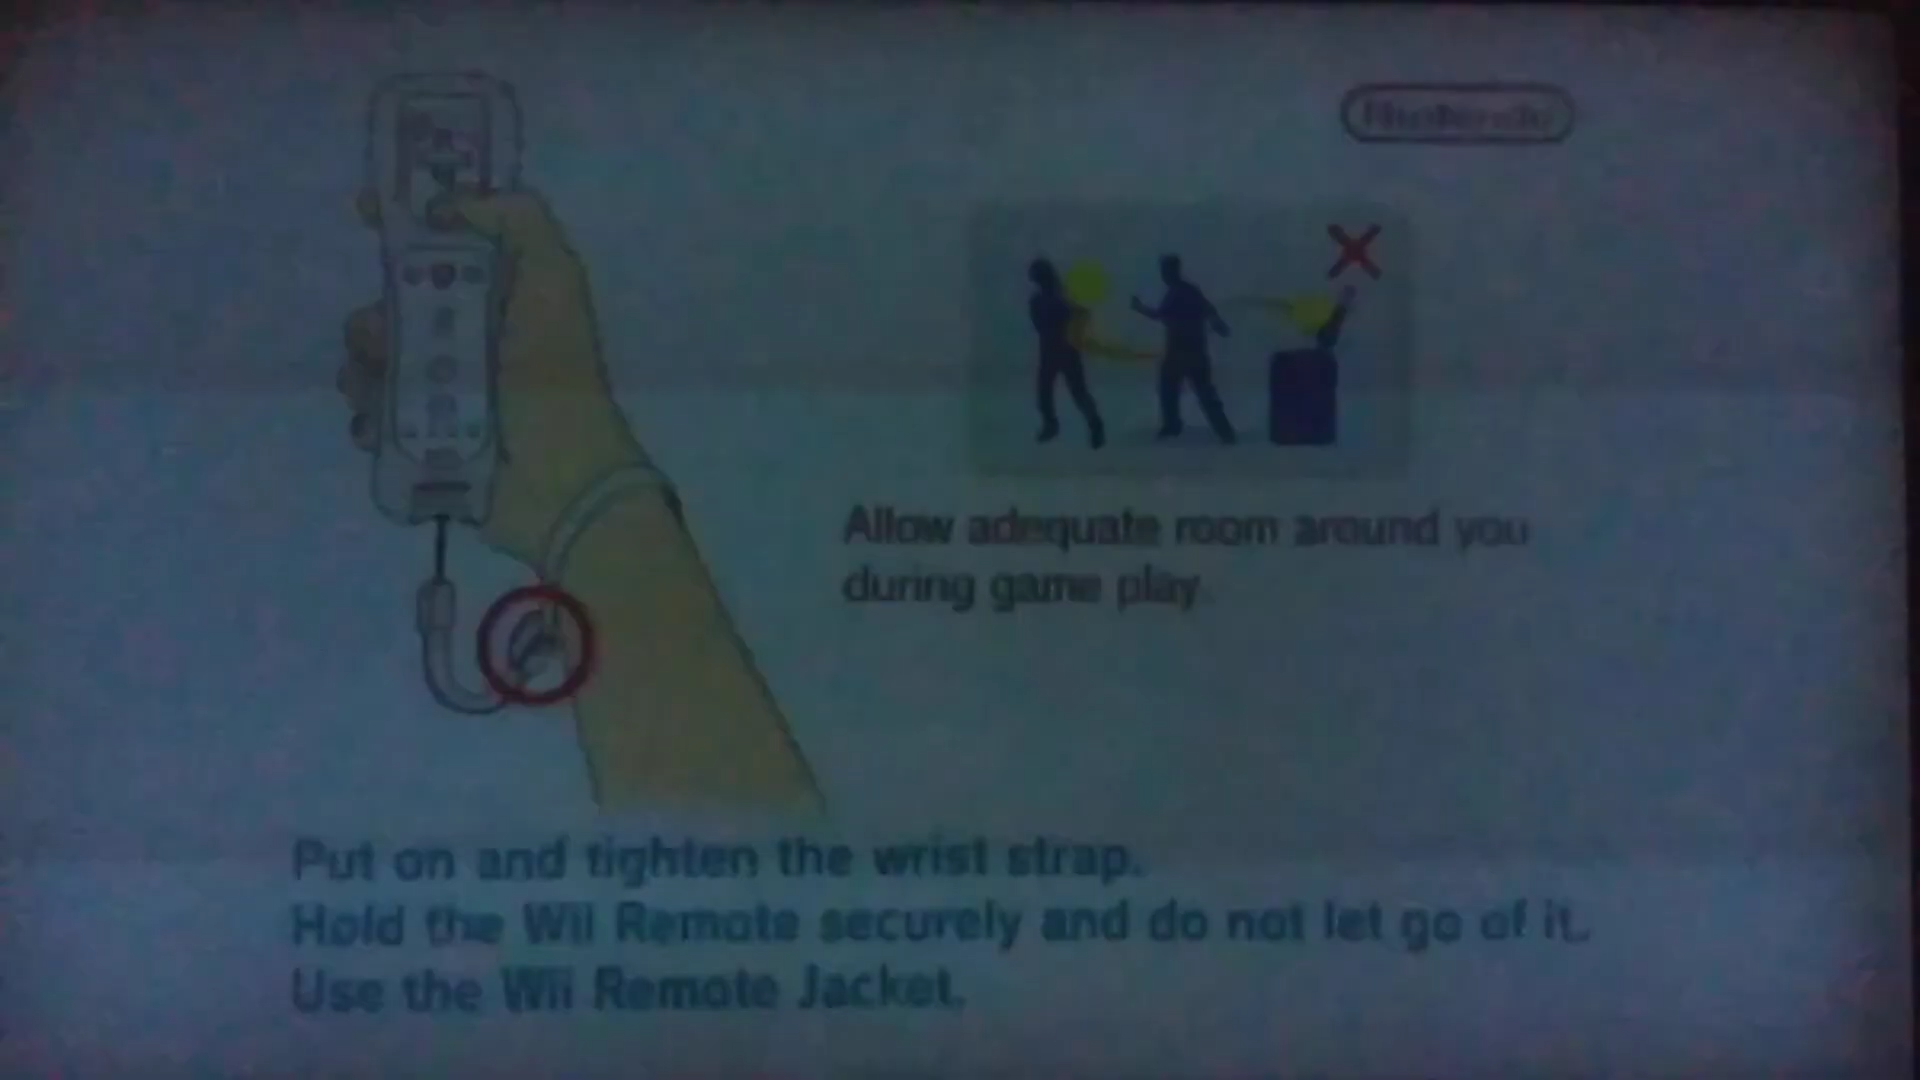 Nintendo
Allow adequate room around you
during game play.
Put on and tighten the wrist strap.
Hold the Wii Remote securely and do not let go of it.
Use the Wii Remote Jacket.